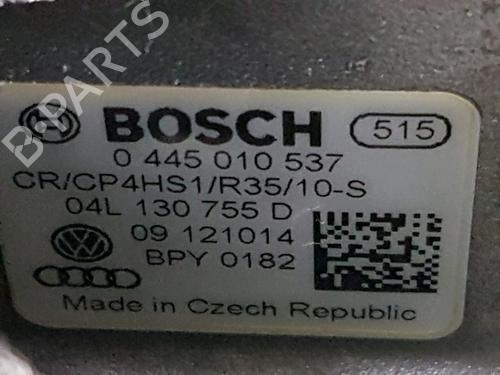 BOSCH 515
0 445 010 537
CR/CP4HS1/R35/10-S
04L 130 755 D
09 121014
BPY 0182
Made in Czech Republic
B-PARTS